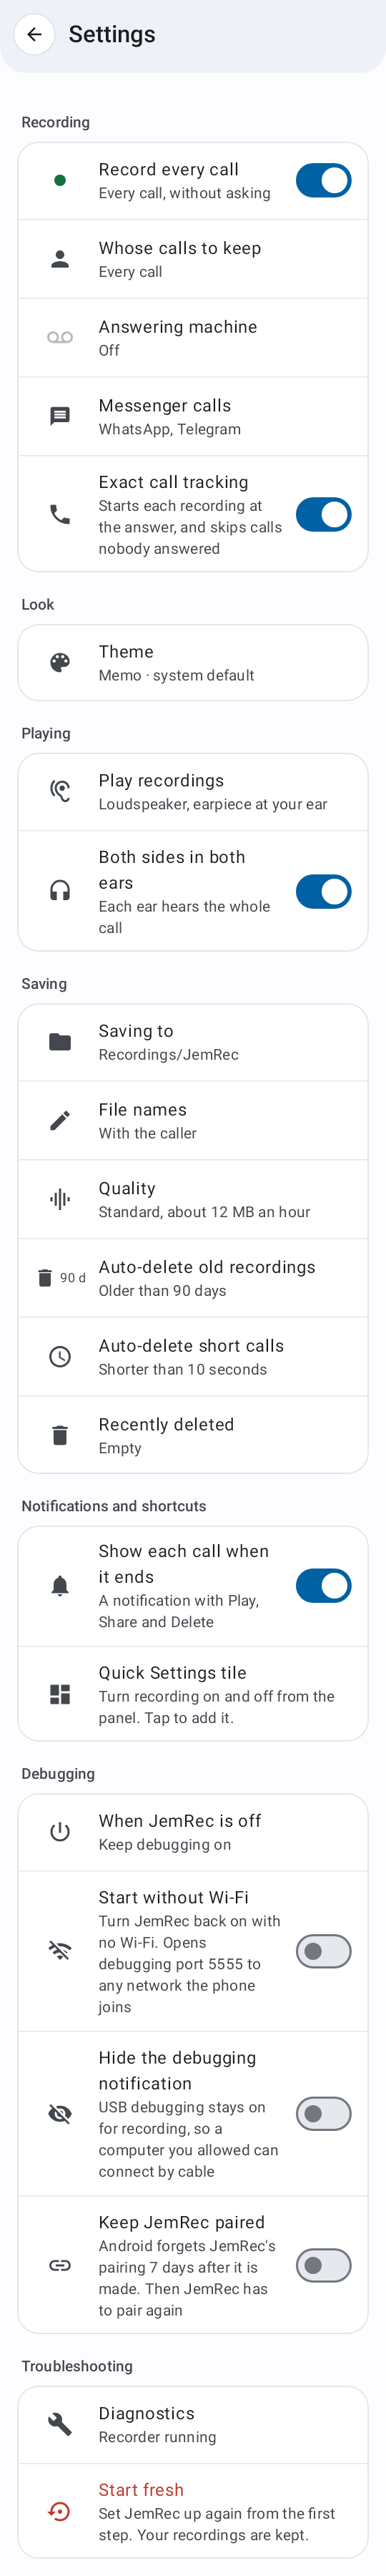 Settings
Recording
Record every call
Every call, without asking
Whose calls to keep
Every call
Answering machine
Off
Messenger calls
WhatsApp, Telegram
Exact call tracking
Starts each recording at
the answer, and skips calls
nobody answered
Look
Theme
Memo · system default
Playing
Play recordings
Loudspeaker, earpiece at your ear
Both sides in both
ears
Each ear hears the whole
call
Saving
Saving to
Recordings/JemRec
File names
With the caller
Quality
Standard, about 12 MB an hour
90 d
Auto-delete old recordings
Older than 90 days
Auto-delete short calls
Shorter than 10 seconds
Recently deleted
Empty
Notifications and shortcuts
Show each call when
it ends
A notification with Play,
Share and Delete
Quick Settings tile
Turn recording on and off from the
panel. Tap to add it.
Debugging
When JemRec is off
Keep debugging on
Start without Wi-Fi
Turn JemRec back on with
no Wi-Fi. Opens
debugging port 5555 to
any network the phone
joins
Hide the debugging
notification
USB debugging stays on
for recording, so a
computer you allowed can
connect by cable
Keep JemRec paired
Android forgets JemRec's
pairing 7 days after it is
made. Then JemRec has
to pair again
Troubleshooting
Diagnostics
Recorder running
Start fresh
Set JemRec up again from the first
step. Your recordings are kept.